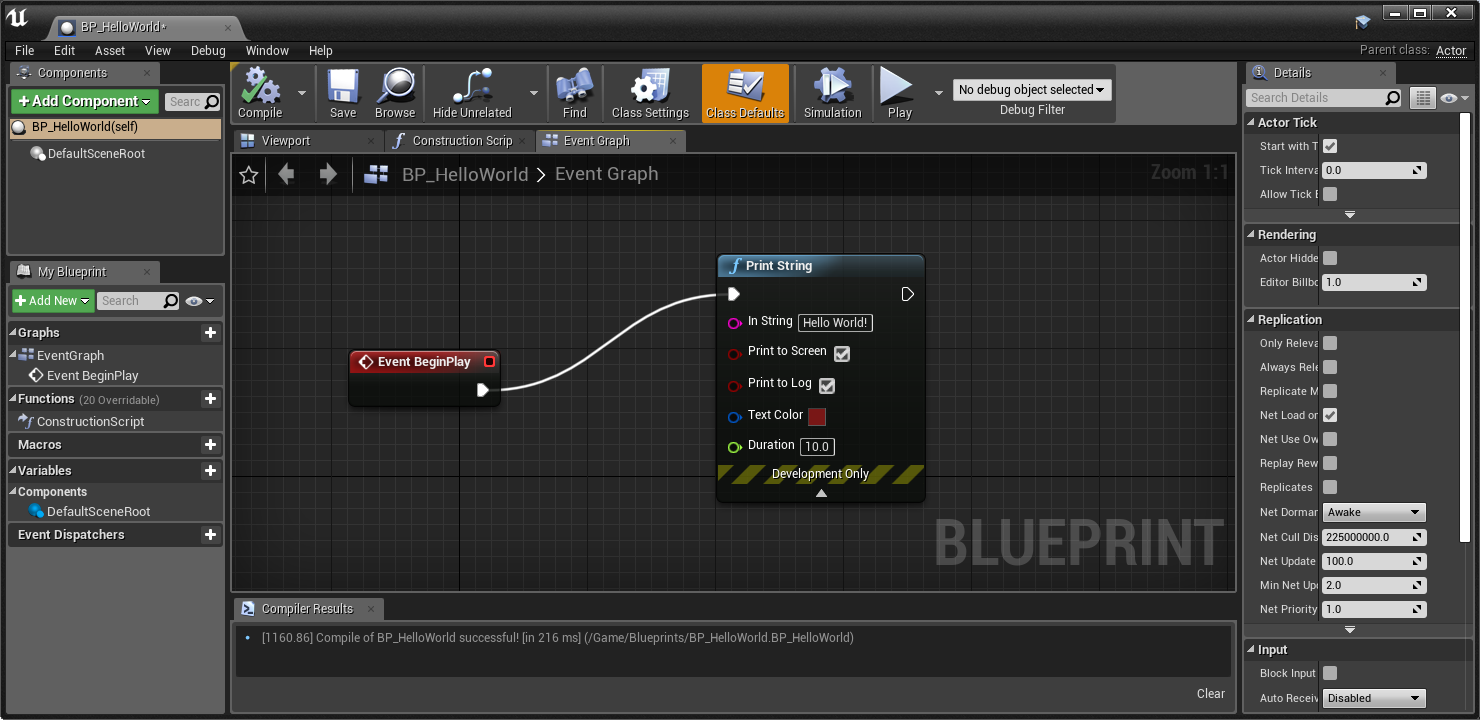 BP_HelloWorld*
File Edit Asset View Debug Window Help
Parent class: Actor
Components
+Add Component
Searc
BP_HelloWorld(self)
DefaultSceneRoot
My Blueprint
+Add New
Search
Graphs
EventGraph
Event BeginPlay
Functions (20 Overridable)
ConstructionScript
Macros
Variables
Components
DefaultSceneRoot
Event Dispatchers
Compile
Save
Browse
Hide Unrelated
Find
Class Settings
Class Defaults
Simulation
Play
No debug object selected
Debug Filter
Viewport
Construction Scrip
Event Graph
BP_HelloWorld > Event Graph
Zoom 1:1
Event BeginPlay
Print String
In String Hello World!
Print to Screen
Print to Log
Text Color
Duration 10.0
Development Only
BLUEPRINT
Compiler Results
[1160.86] Compile of BP_HelloWorld successful! [in 216 ms] (/Game/Blueprints/BP_HelloWorld.BP_HelloWorld)
Clear
Details
Search Details
Actor Tick
Start with T
Tick Interva 0.0
Allow Tick B
Rendering
Actor Hidde
Editor Billbo 1.0
Replication
Only Releva
Always Rele
Replicate M
Net Load on
Net Use Ow
Replay Rew
Replicates
Net Dorman Awake
Net Cull Dis 225000000.0
Net Update 100.0
Min Net Upd 2.0
Net Priority 1.0
Input
Block Input
Auto Receiv Disabled